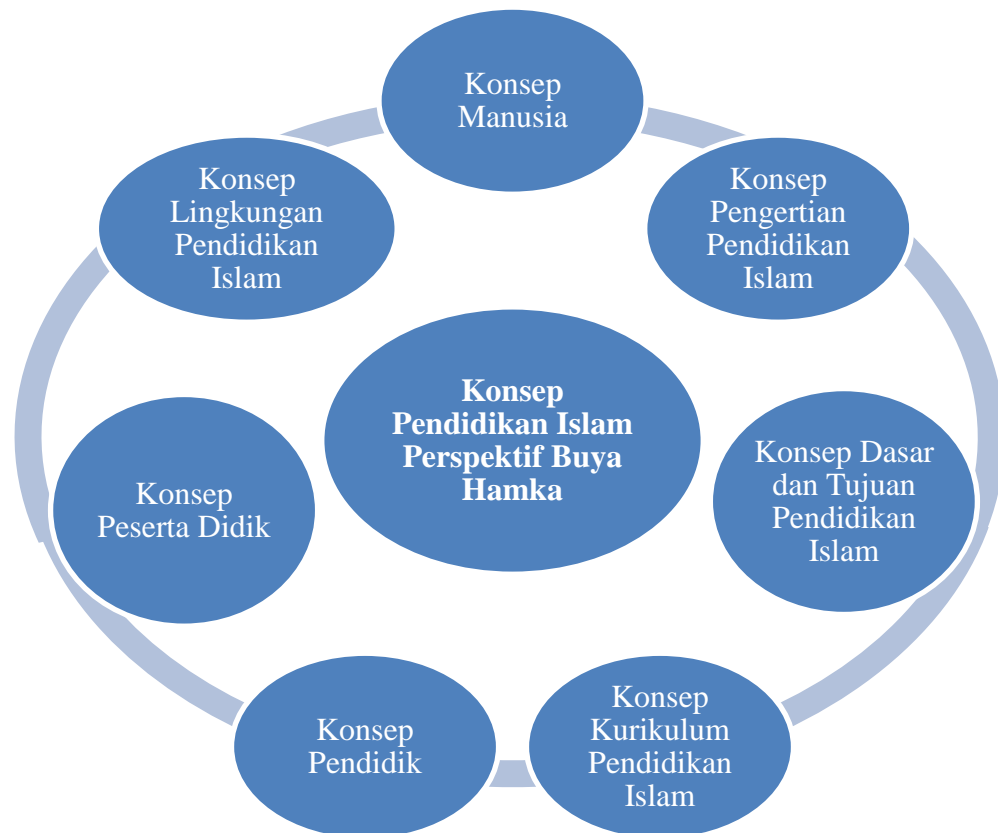 Konsep
Manusia
Konsep
Pengertian
Pendidikan
Islam
Konsep Dasar
dan Tujuan
Pendidikan
Islam
Konsep
Kurikulum
Pendidikan
Islam
Konsep
Pendidik
Konsep
Peserta Didik
Konsep
Lingkungan
Pendidikan
Islam
Konsep
Pendidikan Islam
Perspektif Buya
Hamka